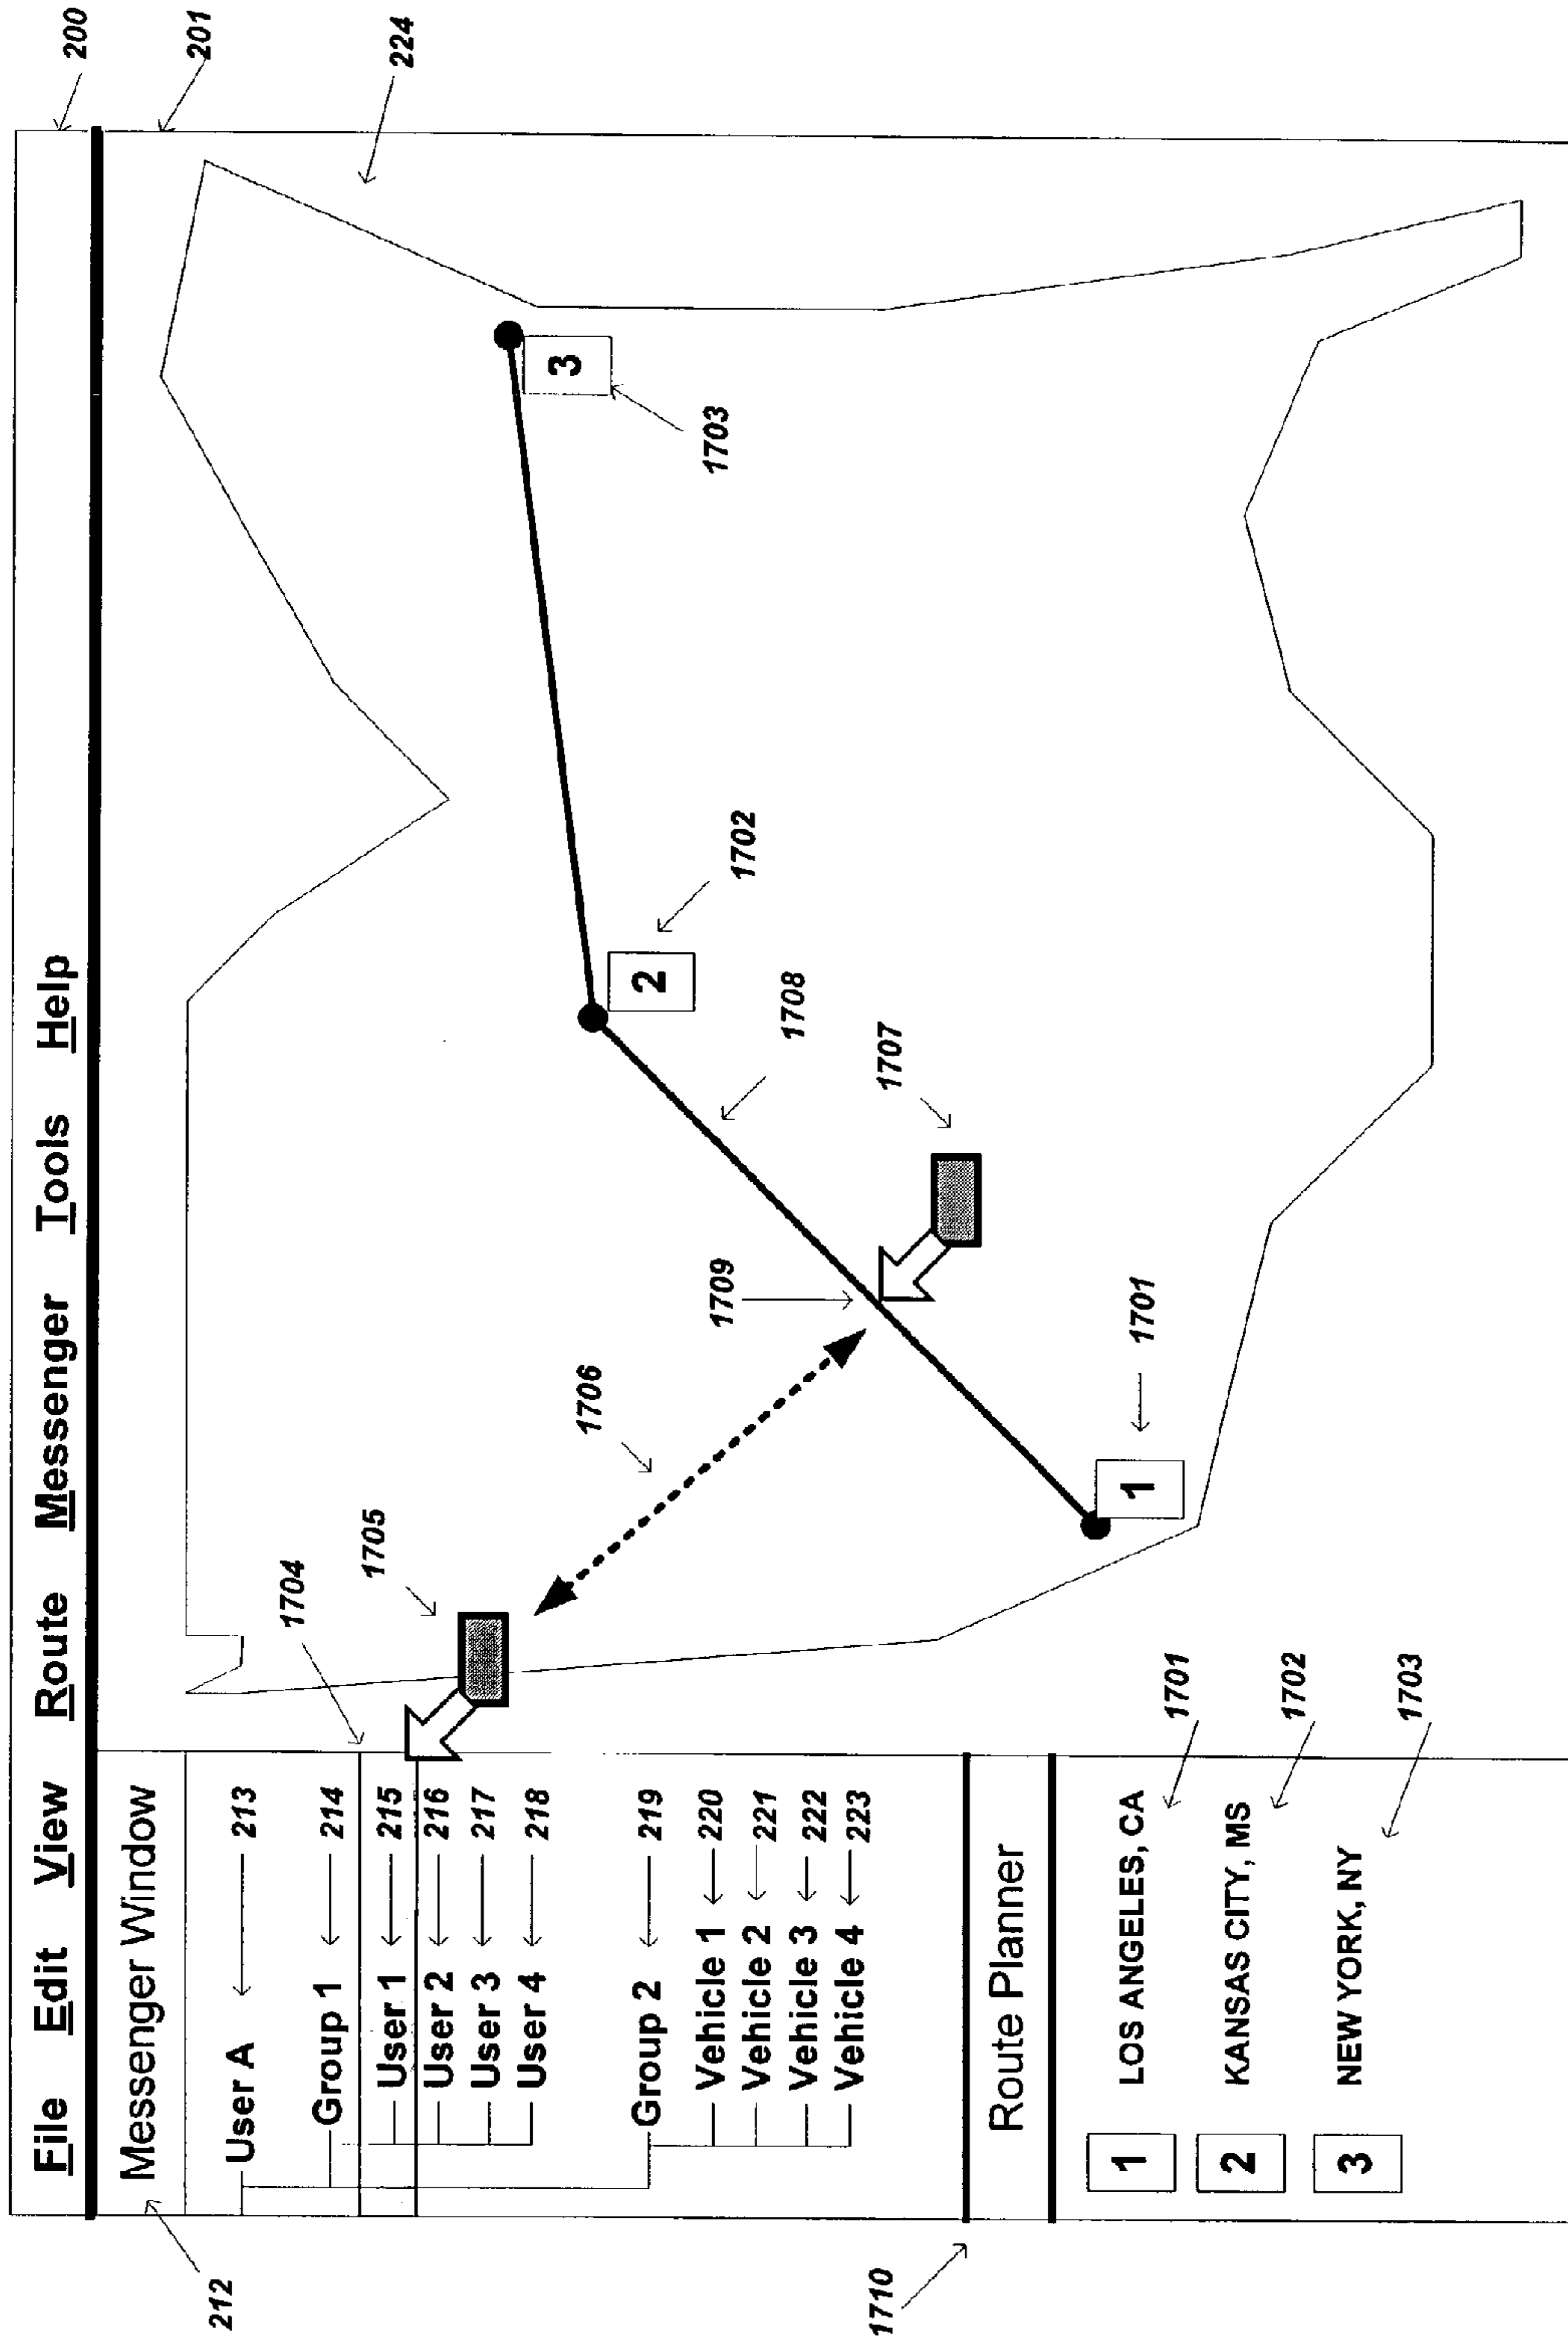 File Edit View Route Messenger Tools Help
200
201
224
212
Messenger Window
User A 213
Group 1 214
User 1 215
User 2 216
User 3 217
User 4 218
Group 2 219
Vehicle 1 220
Vehicle 2 221
Vehicle 3 222
Vehicle 4 223
1704
1705
1706
1709
1708
1707
2
1702
3
1703
1
1701
1710
Route Planner
1 LOS ANGELES, CA 1701
2 KANSAS CITY, MS 1702
3 NEW YORK, NY 1703